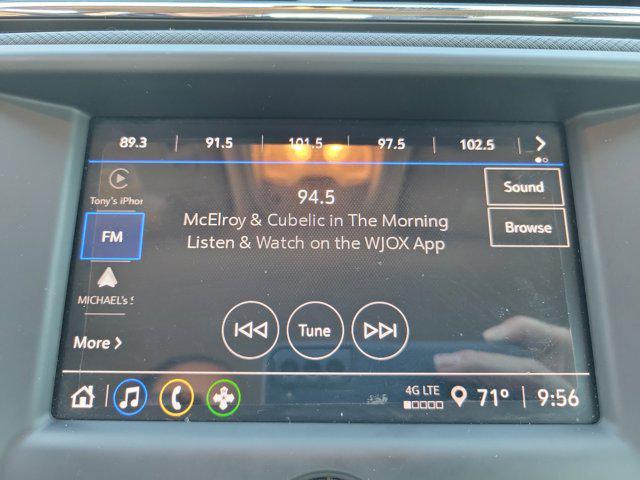 89.3 91.5 101.5 97.5 102.5
Tony's iPhor
FM
MICHAEL's
More
94.5
McElroy & Cubelic in The Morning
Listen & Watch on the WJOX App
Sound
Browse
Tune
4G LTE
71° 9:56